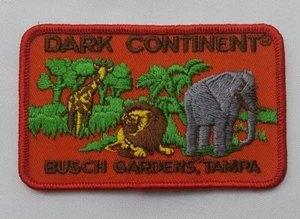 DARK CONTINENT®
BUSCH GARDENS, TAMPA